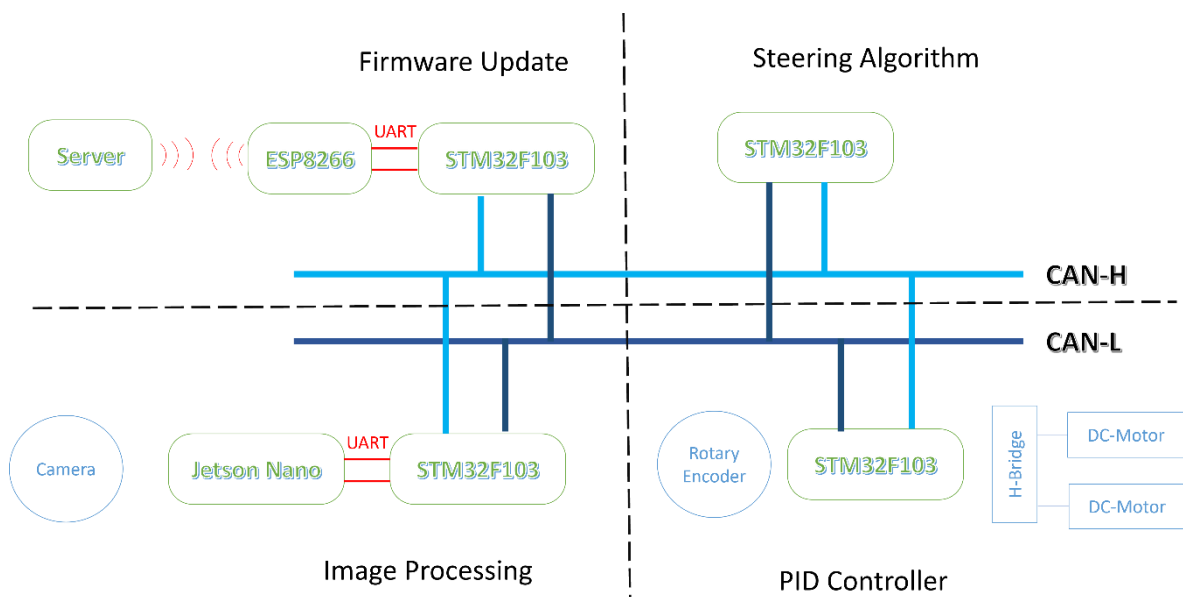 Firmware Update
Steering Algorithm
Server
ESP8266
UART
STM32F103
STM32F103
CAN-H
CAN-L
Camera
Jetson Nano
UART
STM32F103
Rotary
Encoder
STM32F103
H-Bridge
DC-Motor
DC-Motor
Image Processing
PID Controller